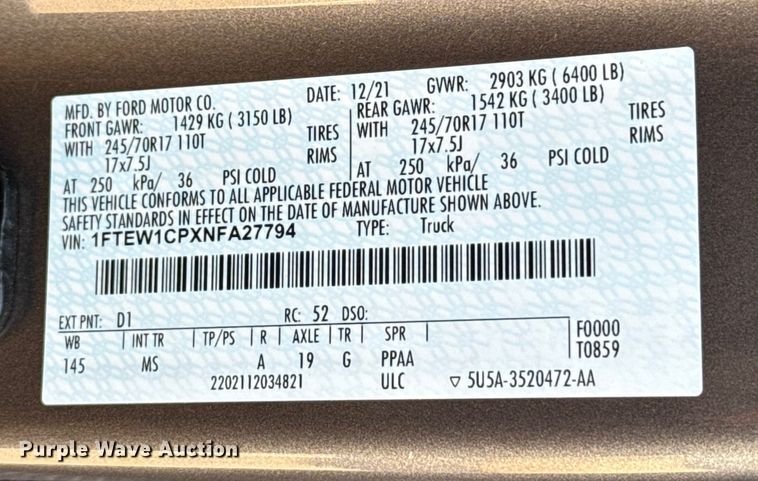 MFD. BY FORD MOTOR CO. DATE: 12/21 GVWR: 2903 KG ( 6400 LB)
FRONT GAWR: 1429 KG ( 3150 LB) REAR GAWR: 1542 KG ( 3400 LB)
WITH 245/70R17 110T TIRES WITH 245/70R17 110T TIRES
17x7.5J RIMS 17x7.5J RIMS
AT 250 kPa/ 36 PSI COLD AT 250 kPa/ 36 PSI COLD
THIS VEHICLE CONFORMS TO ALL APPLICABLE FEDERAL MOTOR VEHICLE
SAFETY STANDARDS IN EFFECT ON THE DATE OF MANUFACTURE SHOWN ABOVE.
VIN: 1FTEW1CPXNFA27794 TYPE: Truck
EXT PNT: D1 RC: 52 DSO:
WB INT TR TP/PS R AXLE TR SPR F0000
145 MS A 19 G PPAA T0859
2202112034821 ULC ▽ 5U5A-3520472-AA
Purple Wave Auction